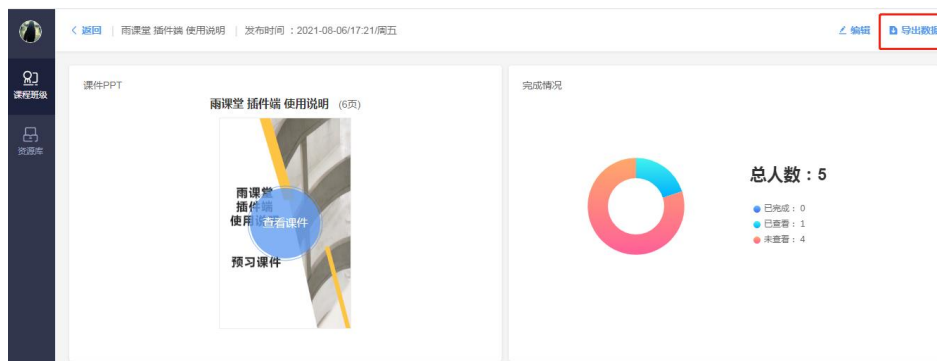 < 返回 | 雨课堂 插件端 使用说明 | 发布时间 ：2021-08-06/17:21/周五
编辑 导出数据
课程班级
资源库
课件PPT
雨课堂 插件端 使用说明 (6页)
雨课堂
插件端
使用说明
查看课件
预习课件
完成情况
总人数：5
已完成： 0
已查看： 1
未查看： 4